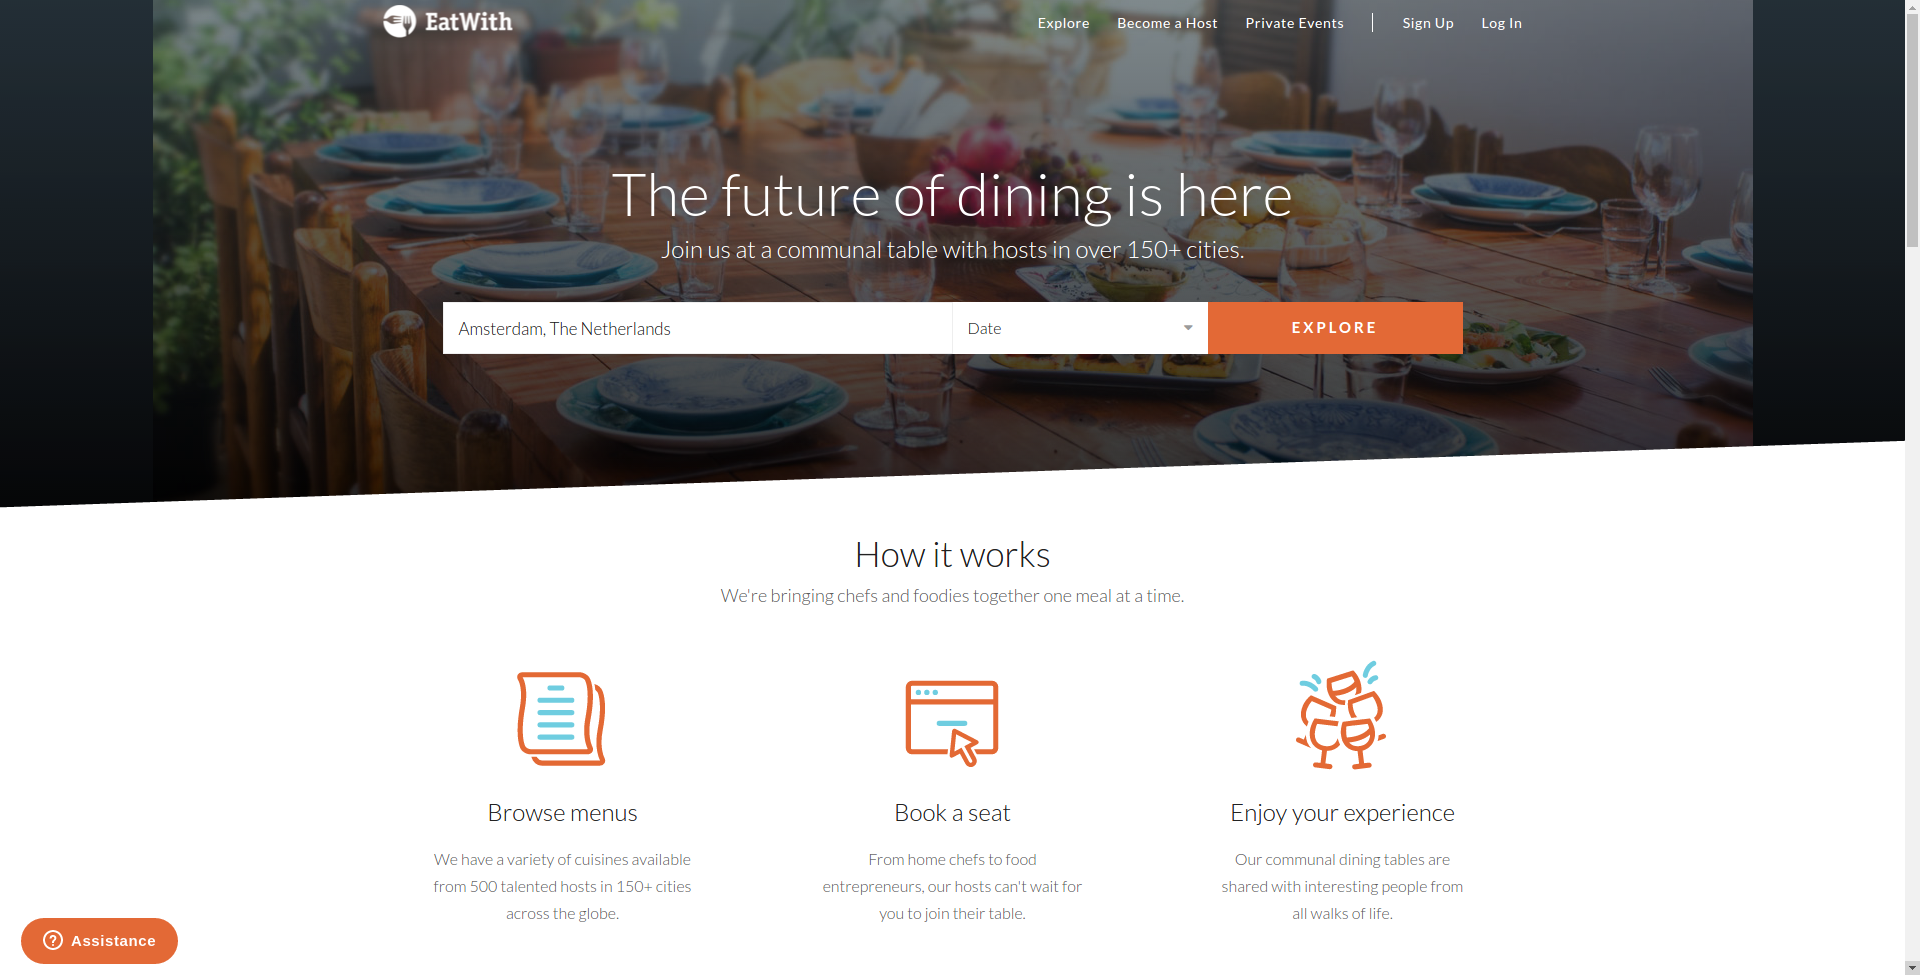 EatWith
Explore Become a Host Private Events Sign Up Log In
The future of dining is here
Join us at a communal table with hosts in over 150+ cities.
Amsterdam, The Netherlands Date EXPLORE
How it works
We're bringing chefs and foodies together one meal at a time.
Browse menus
We have a variety of cuisines available
from 500 talented hosts in 150+ cities
across the globe.
Book a seat
From home chefs to food
entrepreneurs, our hosts can't wait for
you to join their table.
Enjoy your experience
Our communal dining tables are
shared with interesting people from
all walks of life.
? Assistance